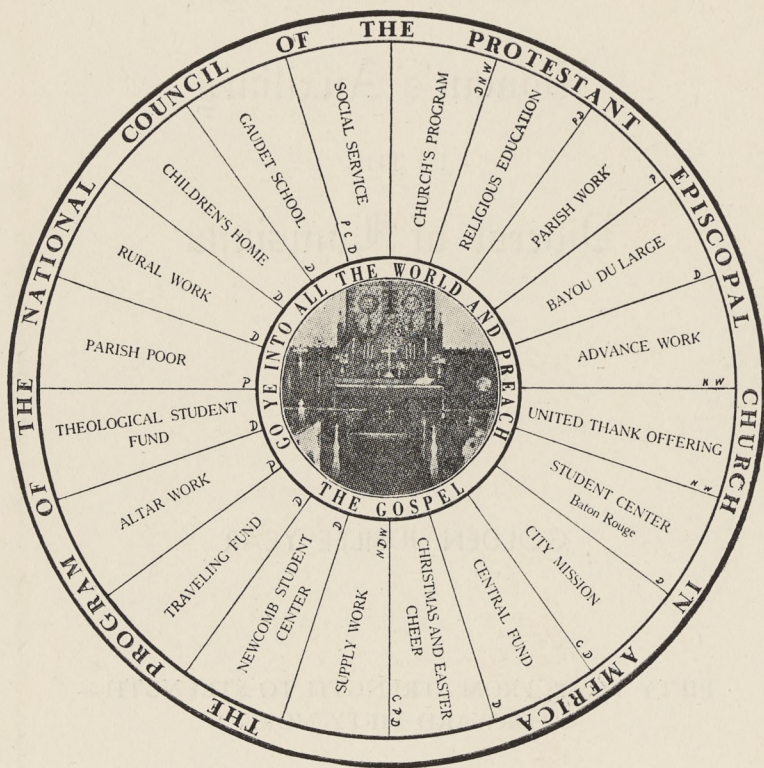 THE PROGRAM OF THE NATIONAL COUNCIL OF THE PROTESTANT EPISCOPAL CHURCH IN AMERICA
GO YE INTO ALL THE WORLD AND PREACH THE GOSPEL
CHURCH'S PROGRAM
D N W
RELIGIOUS EDUCATION
P D
PARISH WORK
P
BAYOU DU LARGE
D
ADVANCE WORK
N W
UNITED THANK OFFERING
N W
STUDENT CENTER
Baton Rouge
D
CITY MISSION
C D
CENTRAL FUND
D
CHRISTMAS AND EASTER
CHEER
C P D
SUPPLY WORK
N D W
NEWCOMB STUDENT
CENTER
D
TRAVELING FUND
P
ALTAR WORK
P
THEOLOGICAL STUDENT
FUND
D
PARISH POOR
P
RURAL WORK
D
CHILDREN'S HOME
D
GAUDET SCHOOL
D
SOCIAL SERVICE
P C D